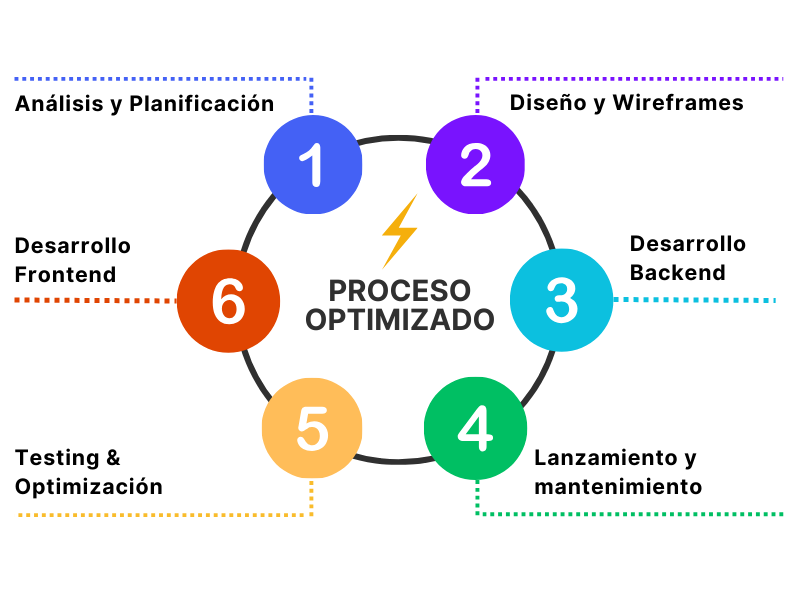 Análisis y Planificación
1
2
Diseño y Wireframes
Desarrollo
Frontend
6
PROCESO
OPTIMIZADO
3
Desarrollo
Backend
Testing &
Optimización
5
4
Lanzamiento y
mantenimiento